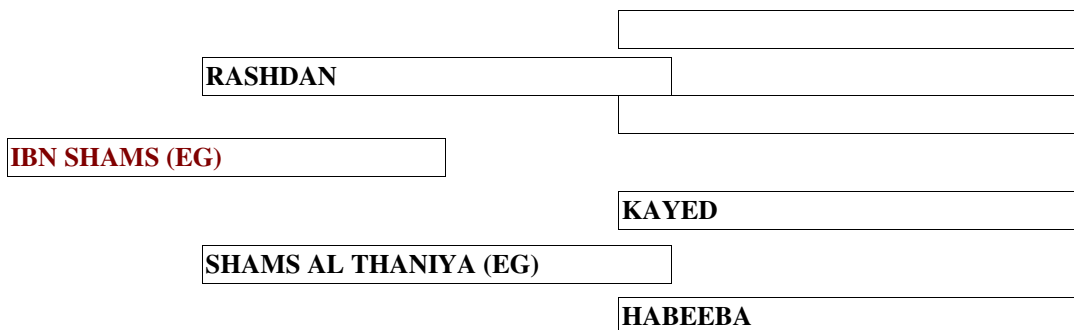 RASHDAN
IBN SHAMS (EG)
KAYED
SHAMS AL THANIYA (EG)
HABEEBA